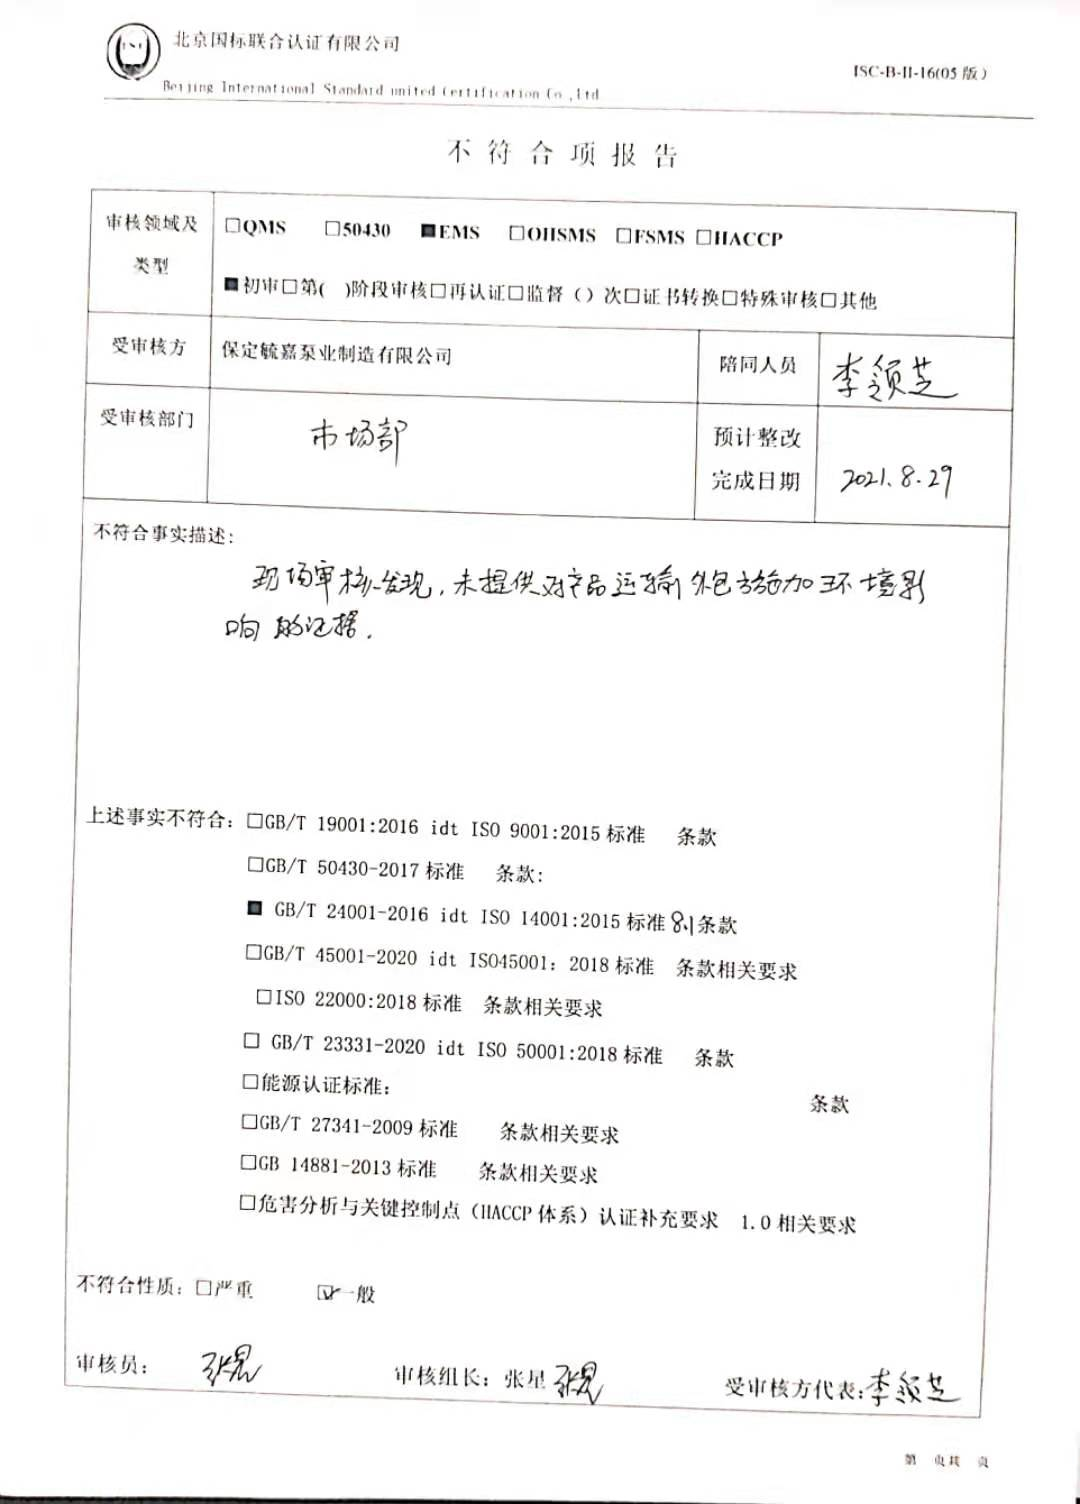 北京国标联合认证有限公司
ISC-B-II-16(05版)
Beijing International Standard united Certification Co.,Ltd
不符合项报告
审核领域及类型
□QMS □50430 ■EMS □OHSMS □FSMS □HACCP
■初审□第( )阶段审核□再认证□监督（）次□证书转换□特殊审核□其他
受审核方 保定毓嘉泵业制造有限公司 陪同人员 李颂芝
受审核部门 市场部 预计整改完成日期 2021.8.29
不符合事实描述：
现场审核发现，未提供对产品运输外包方施加环境影
响的证据.
上述事实不符合：□GB/T 19001:2016 idt ISO 9001:2015 标准 条款
□GB/T 50430-2017 标准 条款:
■ GB/T 24001-2016 idt ISO 14001:2015 标准 8.1 条款
□GB/T 45001-2020 idt ISO45001：2018 标准 条款相关要求
□ISO 22000:2018 标准 条款相关要求
□ GB/T 23331-2020 idt ISO 50001:2018 标准 条款
□能源认证标准： 条款
□GB/T 27341-2009 标准 条款相关要求
□GB 14881-2013 标准 条款相关要求
□危害分析与关键控制点（HACCP 体系）认证补充要求 1.0 相关要求
不符合性质：□严重 ☑一般
审核员： 审核组长：张星 受审核方代表:李颂芝
第 页共 页